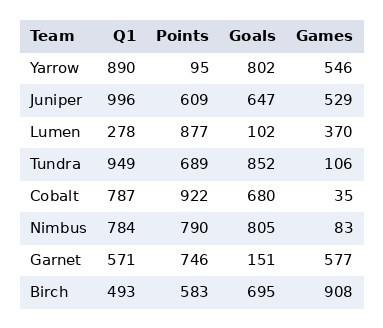 Team Q1 Points Goals Games
Yarrow 890 95 802 546
Juniper 996 609 647 529
Lumen 278 877 102 370
Tundra 949 689 852 106
Cobalt 787 922 680 35
Nimbus 784 790 805 83
Garnet 571 746 151 577
Birch 493 583 695 908